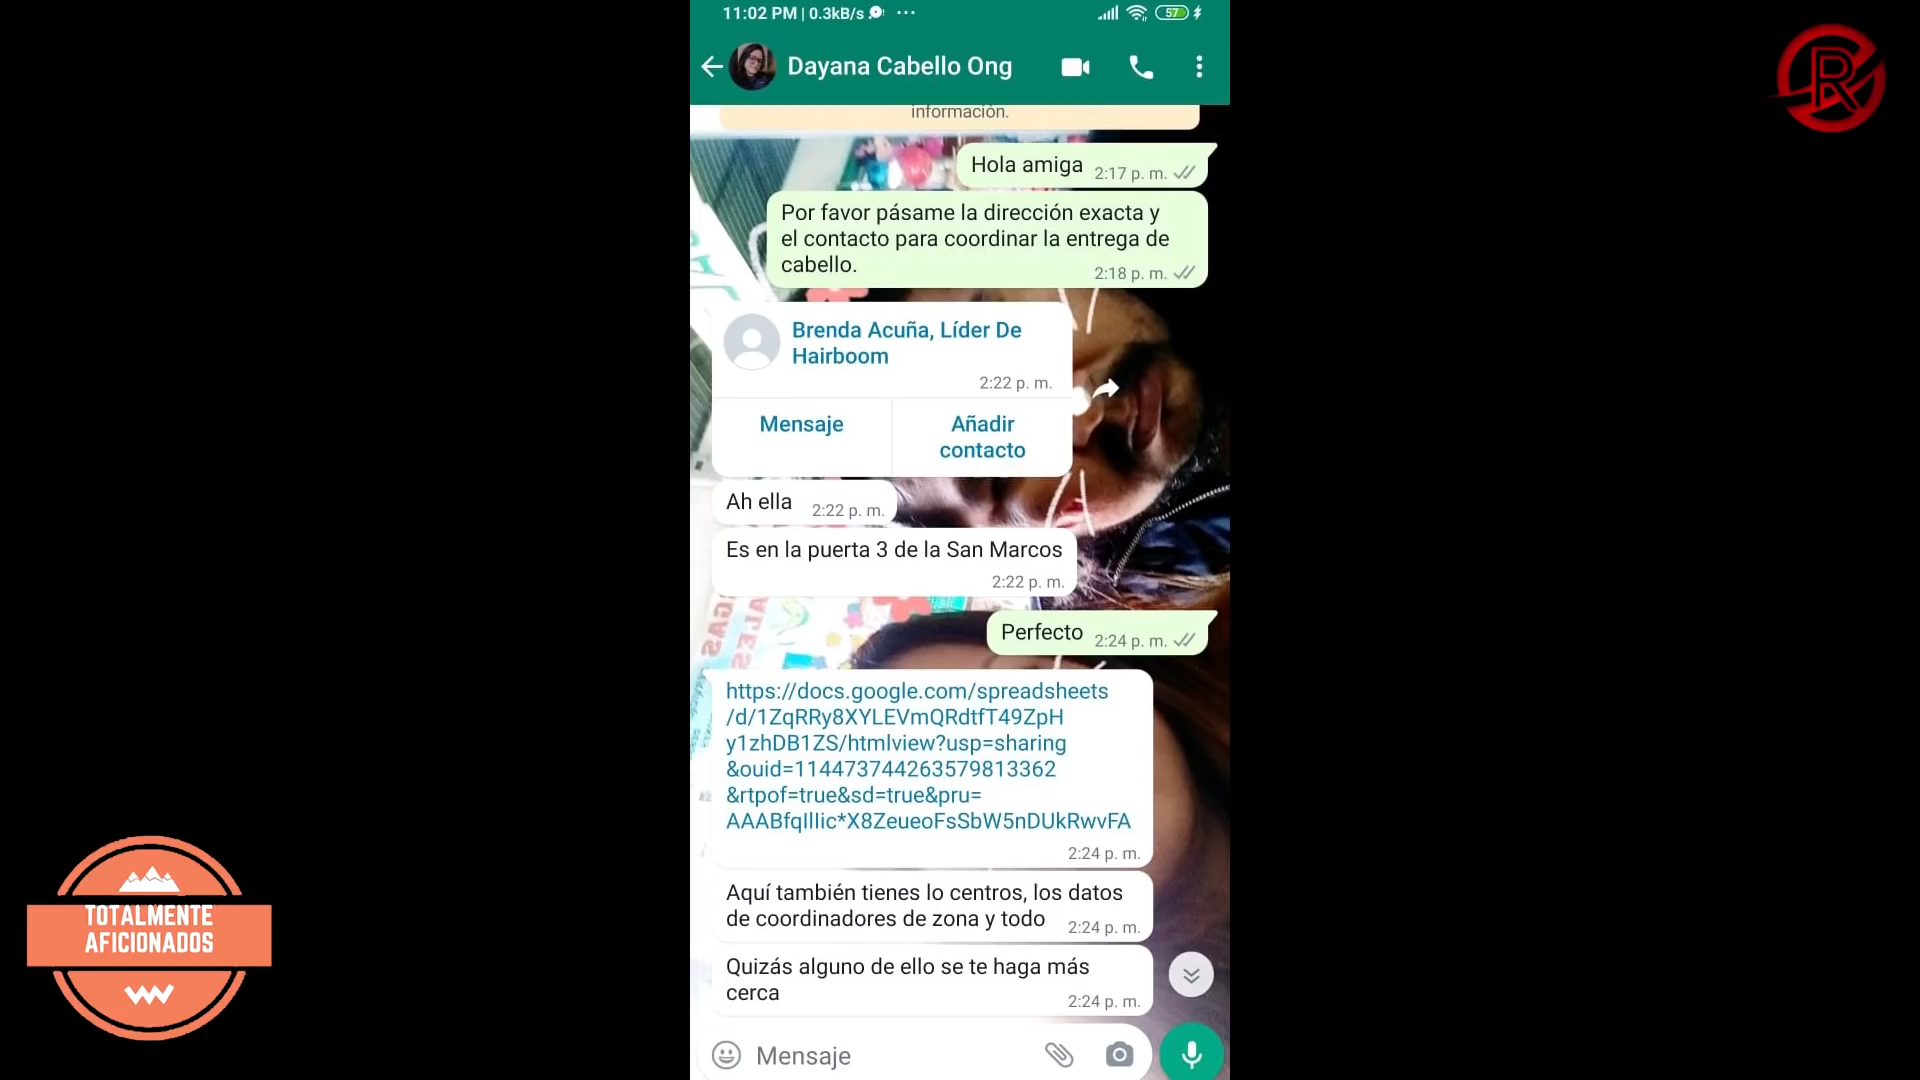 11:02 PM | 0.3kB/s
57
Dayana Cabello Ong
información.
Hola amiga 2:17 p. m.
Por favor pásame la dirección exacta y
el contacto para coordinar la entrega de
cabello. 2:18 p. m.
Brenda Acuña, Líder De
Hairboom
2:22 p. m.
Mensaje
Añadir
contacto
Ah ella 2:22 p. m.
Es en la puerta 3 de la San Marcos
2:22 p. m.
Perfecto 2:24 p. m.
https://docs.google.com/spreadsheets
/d/1ZqRRy8XYLEVmQRdtfT49ZpH
y1zhDB1ZS/htmlview?usp=sharing
&ouid=114473744263579813362
&rtpof=true&sd=true&pru=
AAABfqIllic*X8ZeueoFsSbW5nDUkRwvFA
2:24 p. m.
Aquí también tienes lo centros, los datos
de coordinadores de zona y todo 2:24 p. m.
Quizás alguno de ello se te haga más
cerca 2:24 p. m.
Mensaje
TOTALMENTE
AFICIONADOS
R